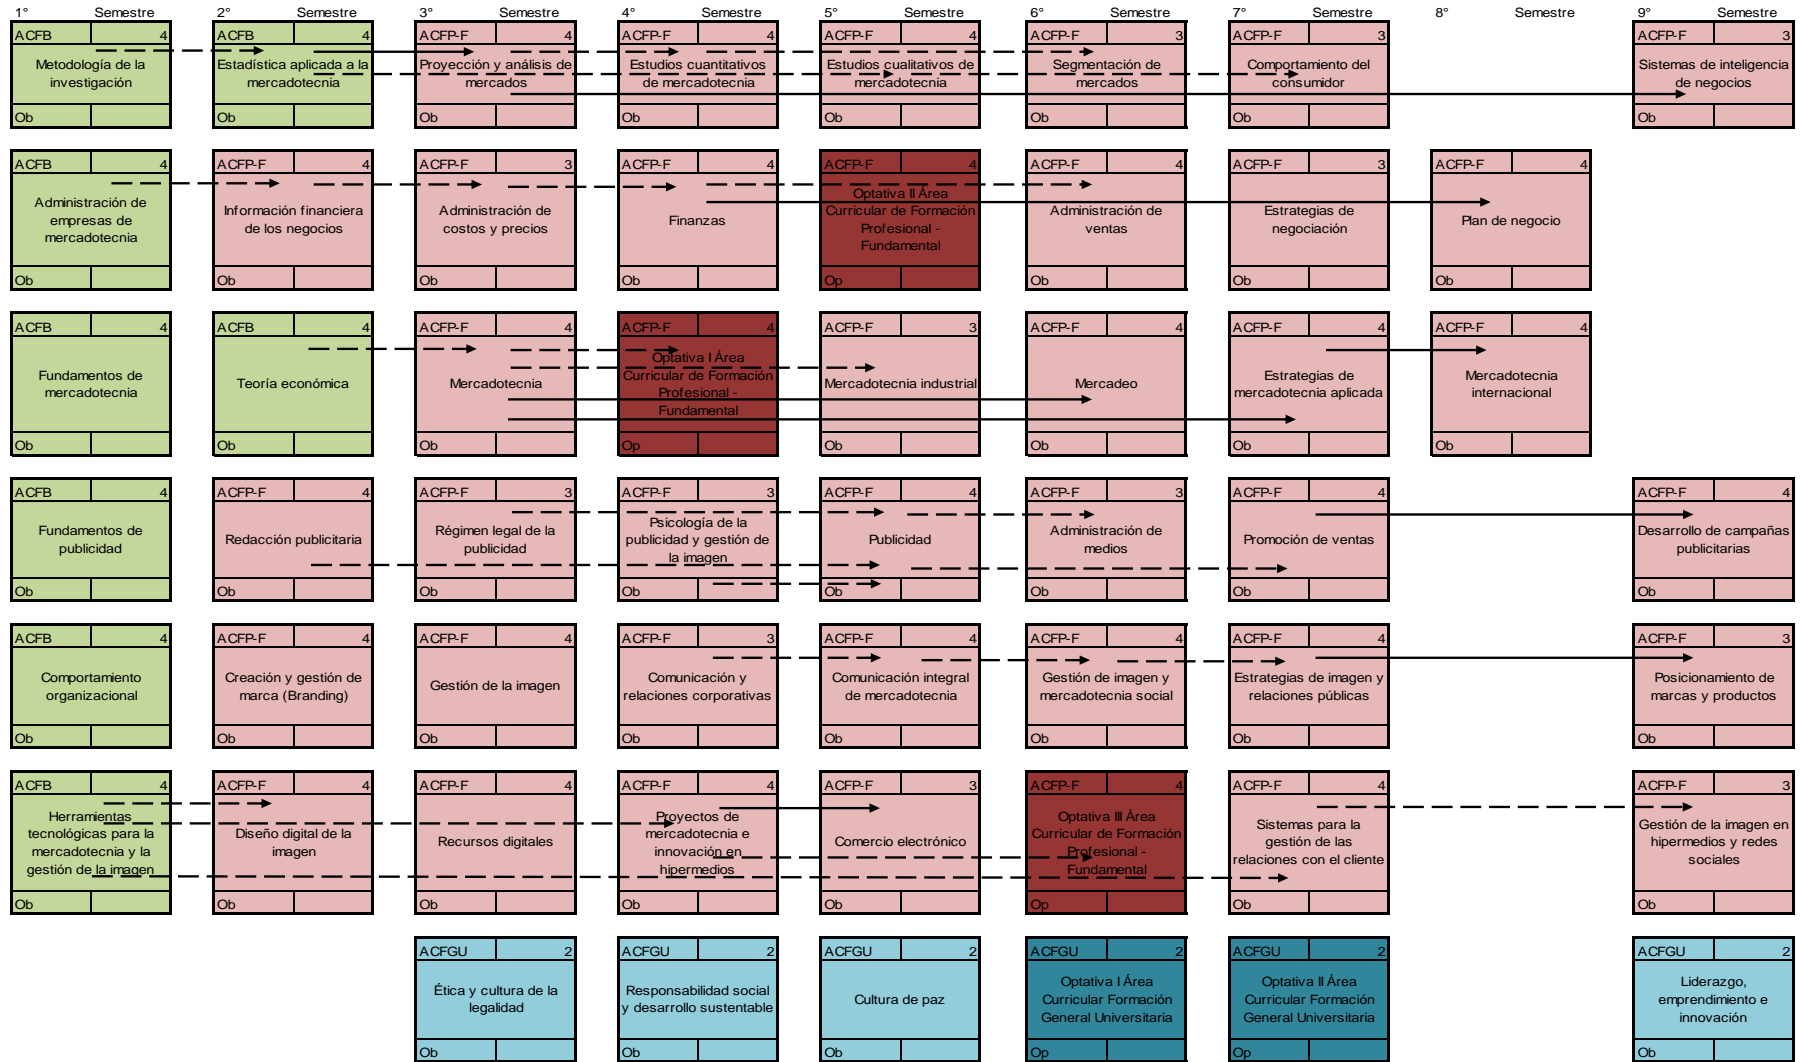 1° Semestre 2° Semestre 3° Semestre 4° Semestre 5° Semestre 6° Semestre 7° Semestre 8° Semestre 9° Semestre
ACFB 4 ACFB 4 ACFP-F 4 ACFP-F 4 ACFP-F 4 ACFP-F 3 ACFP-F 3 ACFP-F 3
Metodología de la Estadística aplicada a la Proyección y análisis de Estudios cuantitativos Estudios cualitativos de Segmentación de Comportamiento del Sistemas de inteligencia
investigación mercadotecnia mercados de mercadotecnia mercadotecnia mercados consumidor de negocios
Ob Ob Ob Ob Ob Ob Ob Ob
ACFB 4 ACFP-F 4 ACFP-F 3 ACFP-F 4 ACFP-F 4 ACFP-F 4 ACFP-F 3 ACFP-F 4
Optativa II Área
Administración de Información financiera Administración de Curricular de Formación Administración de Estrategias de
empresas de Finanzas Profesional - Plan de negocio
mercadotecnia de los negocios costos y precios Fundamental ventas negociación
Ob Ob Ob Ob Op Ob Ob Ob
ACFB 4 ACFB 4 ACFP-F 4 ACFP-F 4 ACFP-F 3 ACFP-F 4 ACFP-F 4 ACFP-F 4
Optativa I Área
Fundamentos de Curricular de Formación Estrategias de Mercadotecnia
Teoría económica Mercadotecnia Mercadotecnia industrial Mercadeo
mercadotecnia Profesional - mercadotecnia aplicada internacional
Fundamental
Ob Ob Ob Op Ob Ob Ob Ob
ACFB 4 ACFP-F 4 ACFP-F 3 ACFP-F 3 ACFP-F 4 ACFP-F 3 ACFP-F 4 ACFP-F 4
Psicología de la
Fundamentos de Régimen legal de la publicidad y gestión de Administración de Desarrollo de campañas
publicidad Redacción publicitaria publicidad la imagen Publicidad medios Promoción de ventas publicitarias
Ob Ob Ob Ob Ob Ob Ob Ob
ACFB 4 ACFP-F 4 ACFP-F 4 ACFP-F 3 ACFP-F 4 ACFP-F 4 ACFP-F 4 ACFP-F 3
Comportamiento Creación y gestión de Gestión de la imagen Comunicación y Comunicación integral Gestión de imagen y Estrategias de imagen y Posicionamiento de
organizacional marca (Branding) relaciones corporativas de mercadotecnia mercadotecnia social relaciones públicas marcas y productos
Ob Ob Ob Ob Ob Ob Ob Ob
ACFB 4 ACFP-F 4 ACFP-F 4 ACFP-F 4 ACFP-F 3 ACFP-F 4 ACFP-F 4 ACFP-F 3
Herramientas Proyectos de Optativa III Área Sistemas para la Gestión de la imagen en
tecnológicas para la Diseño digital de la Recursos digitales mercadotecnia e Comercio electrónico Curricular de Formación gestión de las hipermedios y redes
mercadotecnia y la imagen innovación en Profesional - relaciones con el cliente sociales
gestión de la imagen hipermedios Fundamental
Ob Ob Ob Ob Ob Op Ob Ob
ACFGU 2 ACFGU 2 ACFGU 2 ACFGU 2 ACFGU 2 ACFGU 2
Optativa I Área Optativa II Área Liderazgo,
Ética y cultura de la Responsabilidad social Cultura de paz Curricular Formación Curricular Formación emprendimiento e
legalidad y desarrollo sustentable General Universitaria General Universitaria innovación
Ob Ob Ob Op Op Ob